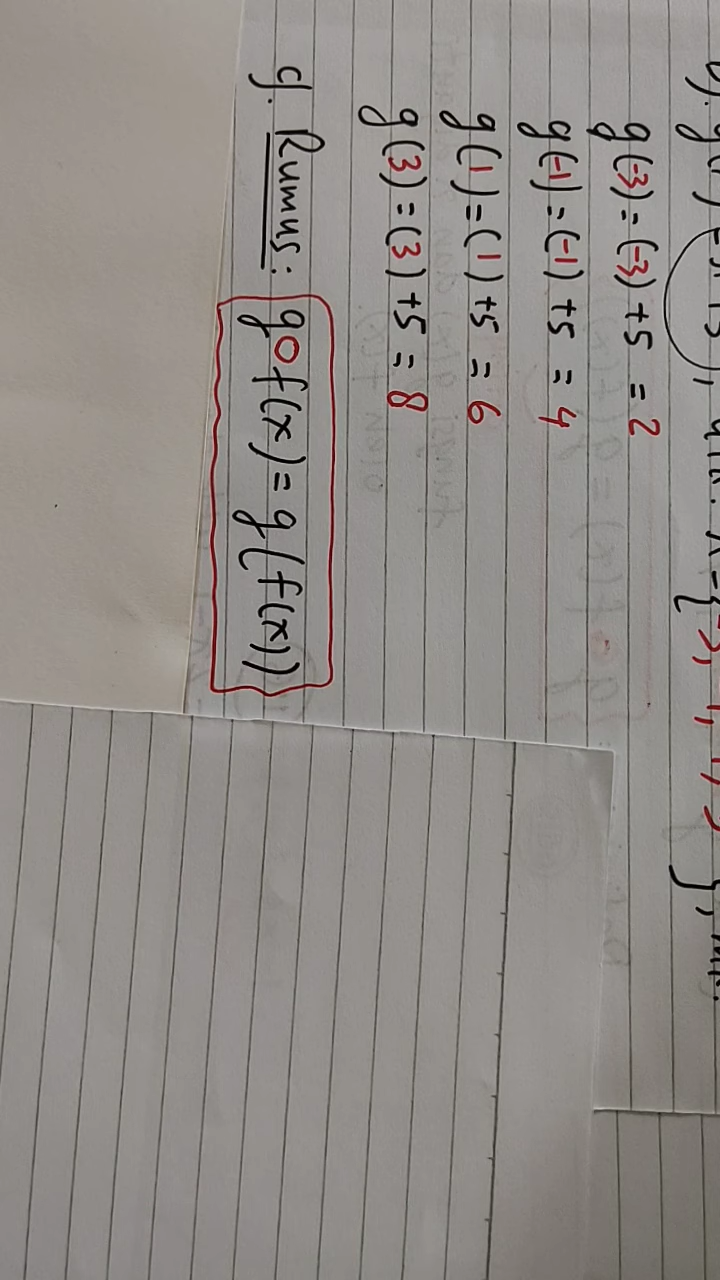 g(-3) = (-3) + 5 = 2
g(-1) = (-1) + 5 = 4
g(1) = (1) + 5 = 6
g(3) = (3) + 5 = 8
c). Rumus: g o f(x) = g(f(x))